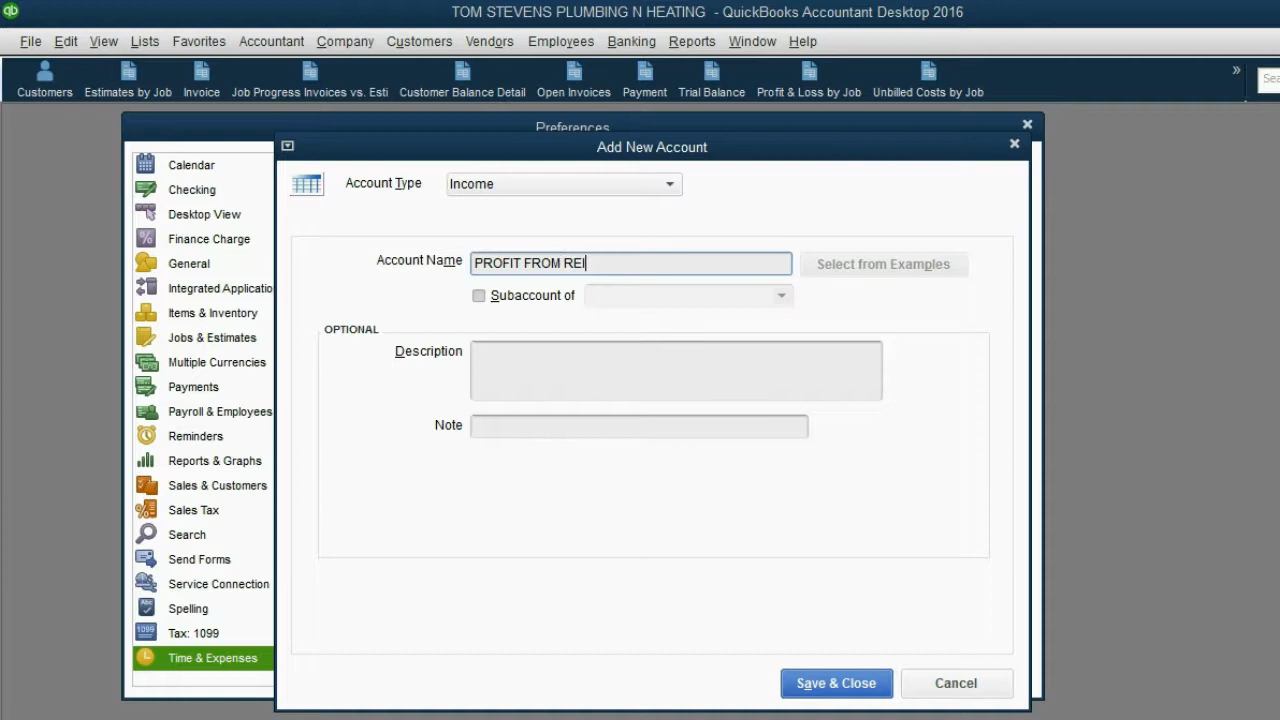 qb
TOM STEVENS PLUMBING N HEATING - QuickBooks Accountant Desktop 2016
File Edit View Lists Favorites Accountant Company Customers Vendors Employees Banking Reports Window Help
» Sea
Customers Estimates by Job Invoice Job Progress Invoices vs. Esti Customer Balance Detail Open Invoices Payment Trial Balance Profit & Loss by Job Unbilled Costs by Job
Preferences
Add New Account
Calendar
Checking
Desktop View
Finance Charge
General
Integrated Applicatio
Items & Inventory
Jobs & Estimates
Multiple Currencies
Payments
Payroll & Employees
Reminders
Reports & Graphs
Sales & Customers
Sales Tax
Search
Send Forms
Service Connection
Abc
Spelling
1099
Tax: 1099
Time & Expenses
Account Type Income
Account Name PROFIT FROM REI Select from Examples
Subaccount of
OPTIONAL
Description
Note
Save & Close Cancel